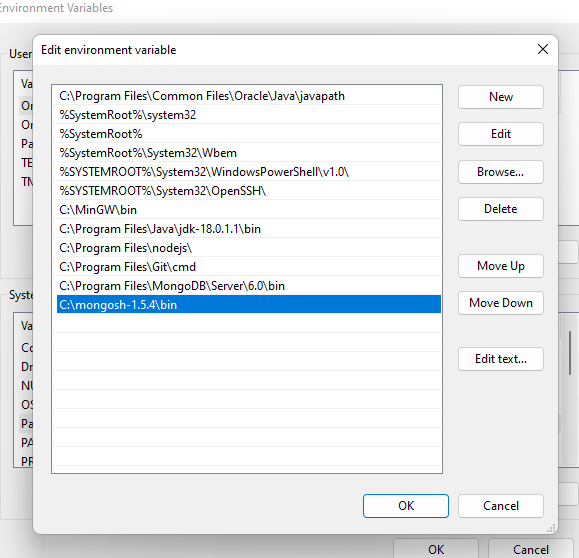 Environment Variables
Edit environment variable
User
Va
Or
Or
Pa
TE
TM
C:\Program Files\Common Files\Oracle\Java\javapath
%SystemRoot%\system32
%SystemRoot%
%SystemRoot%\System32\Wbem
%SYSTEMROOT%\System32\WindowsPowerShell\v1.0\
%SYSTEMROOT%\System32\OpenSSH\
C:\MinGW\bin
C:\Program Files\Java\jdk-18.0.1.1\bin
C:\Program Files\nodejs\
C:\Program Files\Git\cmd
C:\Program Files\MongoDB\Server\6.0\bin
C:\mongosh-1.5.4\bin
New
Edit
Browse...
Delete
Move Up
Move Down
Edit text...
Syste
Va
Co
Dr
NU
OS
Pa
PA
PR
OK
Cancel
OK
Cancel